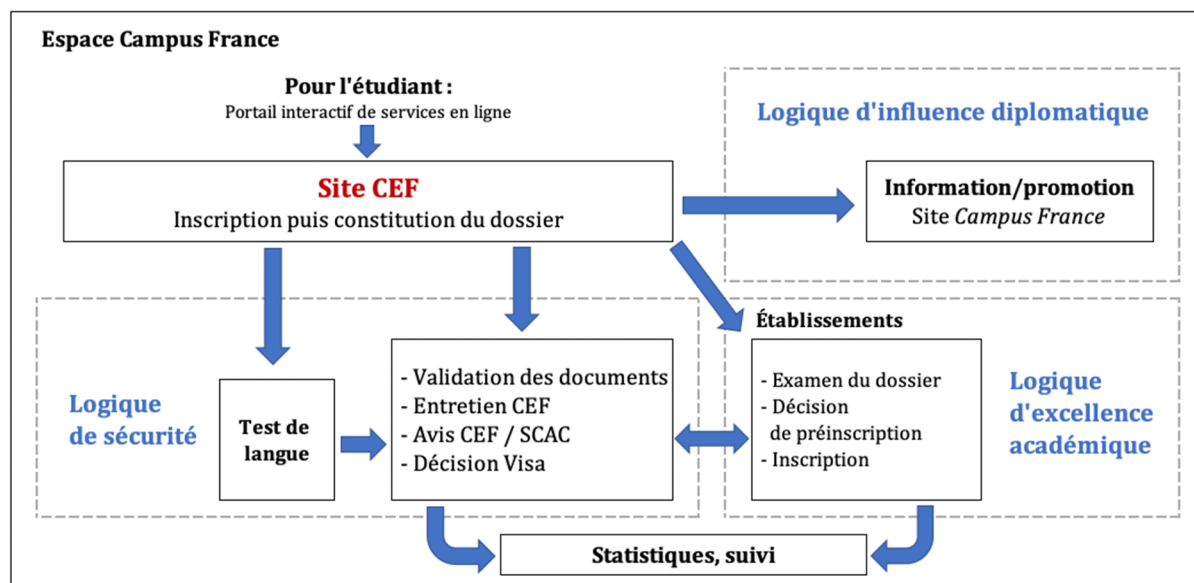 Espace Campus France
Pour l'étudiant :
Portail interactif de services en ligne
Site CEF
Inscription puis constitution du dossier
Logique d'influence diplomatique
Information/promotion
Site Campus France
Logique
de sécurité
Test de
langue
- Validation des documents
- Entretien CEF
- Avis CEF / SCAC
- Décision Visa
Établissements
- Examen du dossier
- Décision
de préinscription
- Inscription
Logique
d'excellence
académique
Statistiques, suivi